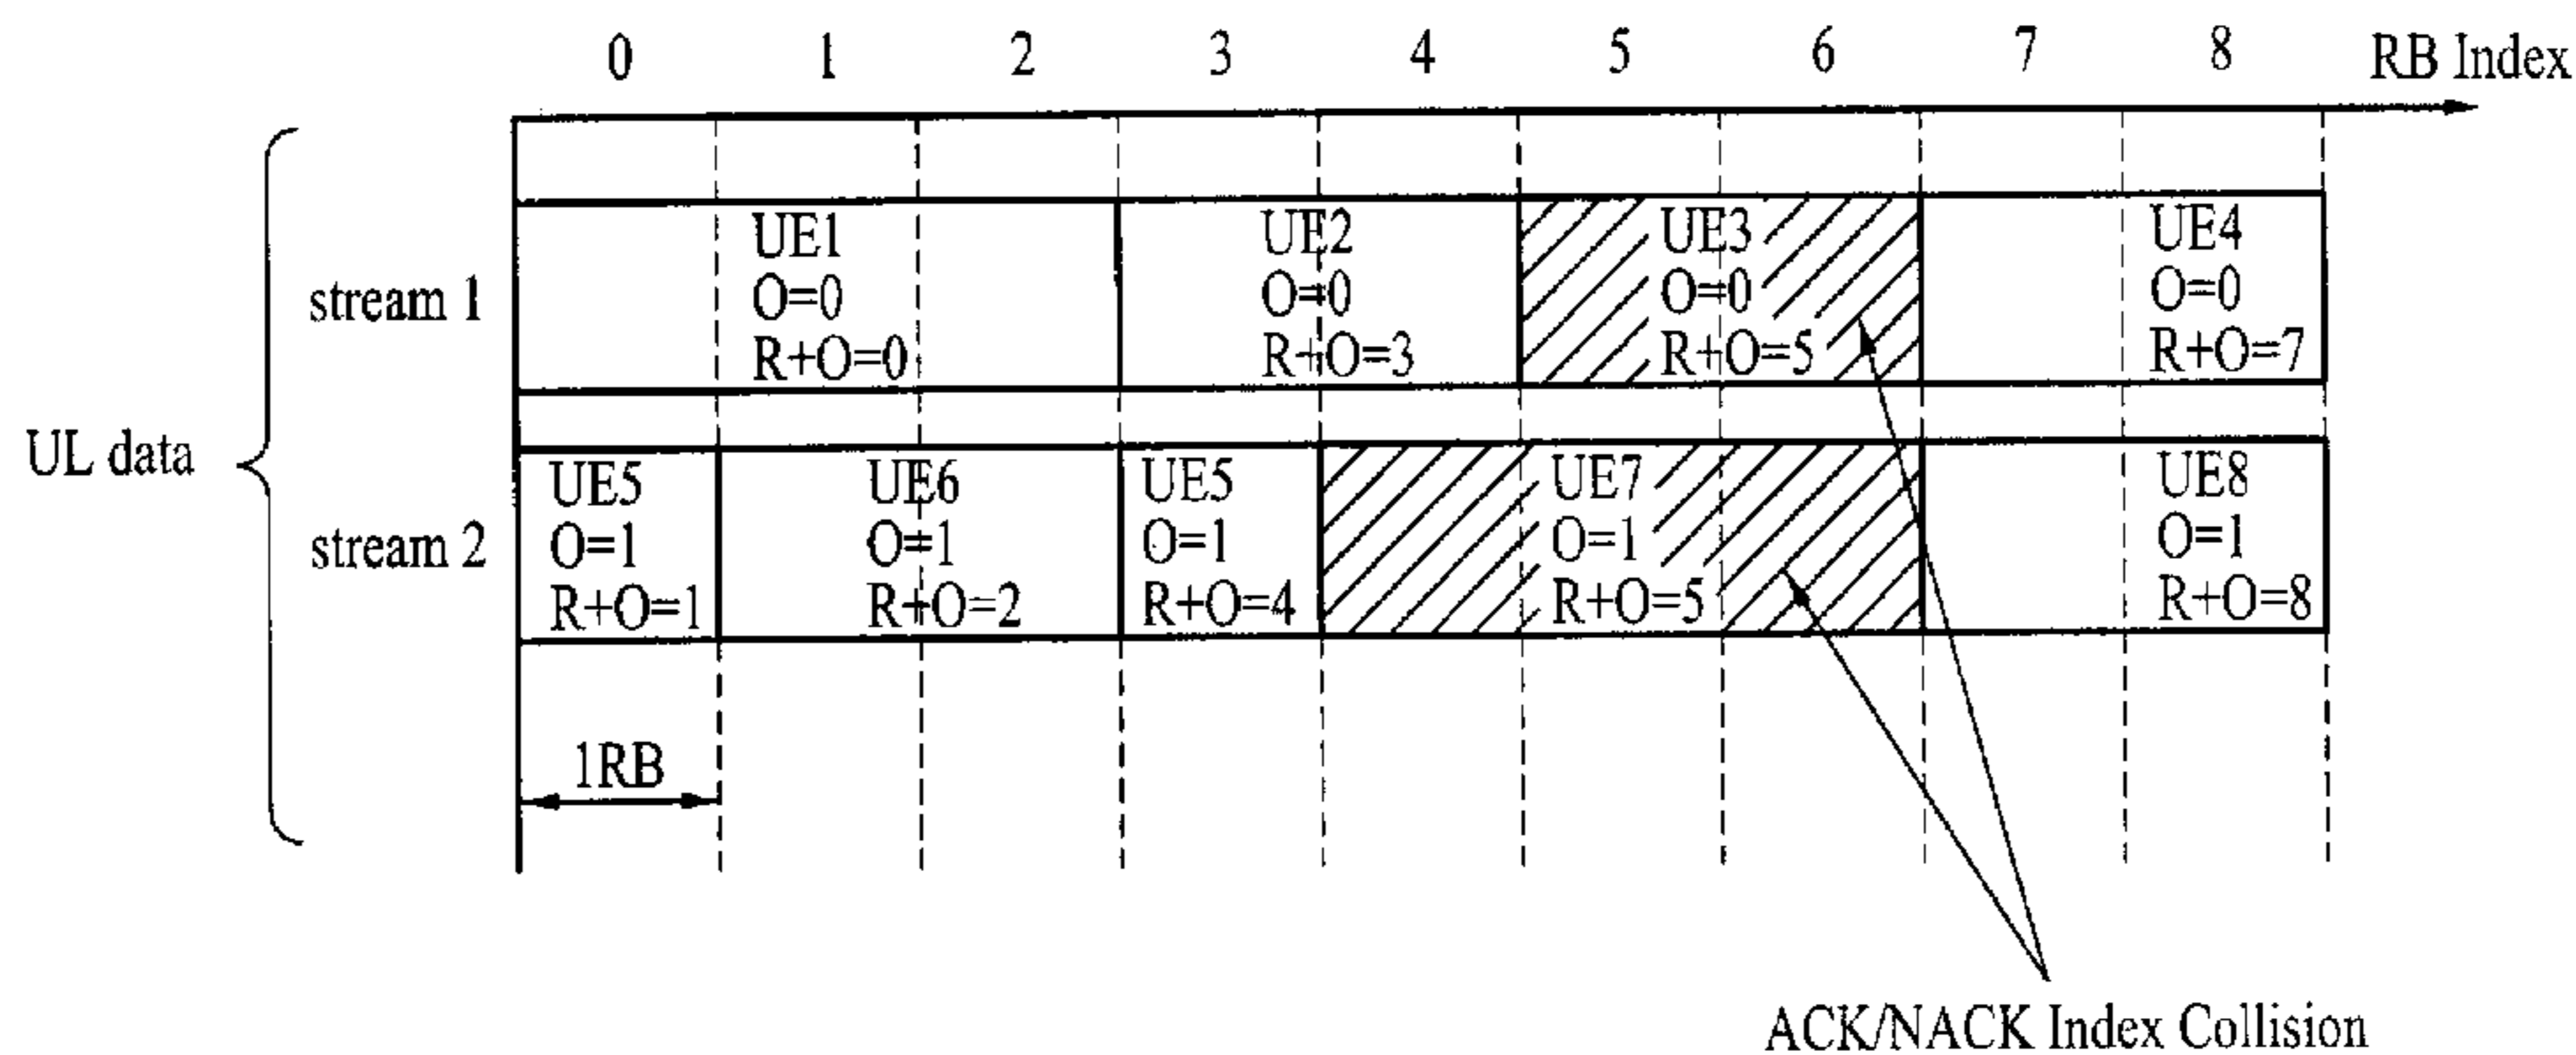 0 1 2 3 4 5 6 7 8 RB Index
UE1
O=0
R+O=0
UE2
O=0
R+O=3
UE3
O=0
R+O=5
UE4
O=0
R+O=7
stream 1
UL data
UE5
O=1
R+O=1
UE6
O=1
R+O=2
UE5
O=1
R+O=4
UE7
O=1
R+O=5
UE8
O=1
R+O=8
stream 2
1RB
ACK/NACK Index Collision